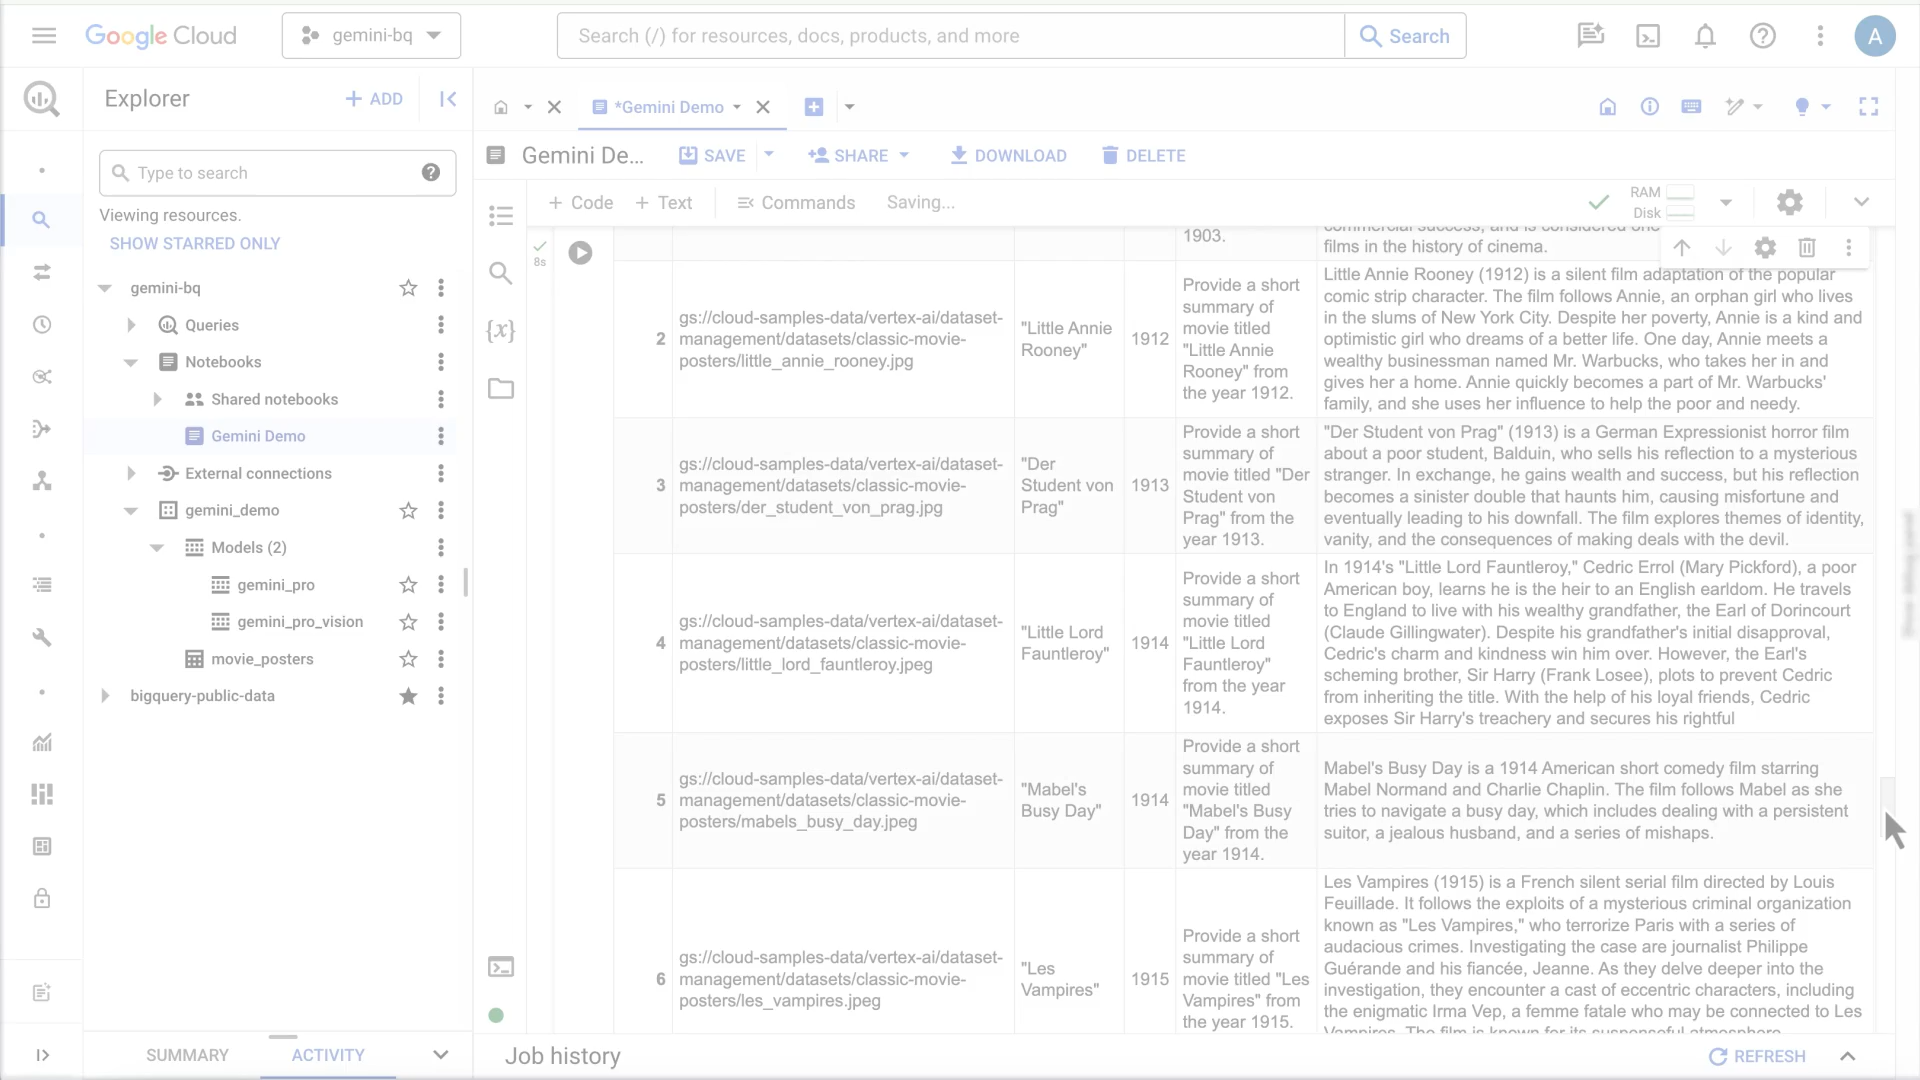 Google Cloud
gemini-bq
Search (/) for resources, docs, products, and more
Search
A
Explorer
ADD
*Gemini Demo
Gemini De...
SAVE
SHARE
DOWNLOAD
DELETE
Type to search
Viewing resources.
SHOW STARRED ONLY
+ Code
+ Text
Commands
Saving...
RAM
Disk
gemini-bq
Queries
Notebooks
Shared notebooks
Gemini Demo
External connections
gemini_demo
Models (2)
gemini_pro
gemini_pro_vision
movie_posters
bigquery-public-data
SUMMARY
ACTIVITY
{x}
8s
1903.
films in the history of cinema.
2
gs://cloud-samples-data/vertex-ai/dataset-
management/datasets/classic-movie-
posters/little_annie_rooney.jpg
"Little Annie
Rooney"
1912
Provide a short
summary of
movie titled
"Little Annie
Rooney" from
the year 1912.
Little Annie Rooney (1912) is a silent film adaptation of the popular
comic strip character. The film follows Annie, an orphan girl who lives
in the slums of New York City. Despite her poverty, Annie is a kind and
optimistic girl who dreams of a better life. One day, Annie meets a
wealthy businessman named Mr. Warbucks, who takes her in and
gives her a home. Annie quickly becomes a part of Mr. Warbucks'
family, and she uses her influence to help the poor and needy.
3
gs://cloud-samples-data/vertex-ai/dataset-
management/datasets/classic-movie-
posters/der_student_von_prag.jpg
"Der
Student von
Prag"
1913
Provide a short
summary of
movie titled "Der
Student von
Prag" from the
year 1913.
"Der Student von Prag" (1913) is a German Expressionist horror film
about a poor student, Balduin, who sells his reflection to a mysterious
stranger. In exchange, he gains wealth and success, but his reflection
becomes a sinister double that haunts him, causing misfortune and
eventually leading to his downfall. The film explores themes of identity,
vanity, and the consequences of making deals with the devil.
4
gs://cloud-samples-data/vertex-ai/dataset-
management/datasets/classic-movie-
posters/little_lord_fauntleroy.jpeg
"Little Lord
Fauntleroy"
1914
Provide a short
summary of
movie titled
"Little Lord
Fauntleroy"
from the year
1914.
In 1914's "Little Lord Fauntleroy," Cedric Errol (Mary Pickford), a poor
American boy, learns he is the heir to an English earldom. He travels
to England to live with his wealthy grandfather, the Earl of Dorincourt
(Claude Gillingwater). Despite his grandfather's initial disapproval,
Cedric's charm and kindness win him over. However, the Earl's
scheming brother, Sir Harry (Frank Losee), plots to prevent Cedric
from inheriting the title. With the help of his loyal friends, Cedric
exposes Sir Harry's treachery and secures his rightful
5
gs://cloud-samples-data/vertex-ai/dataset-
management/datasets/classic-movie-
posters/mabels_busy_day.jpeg
"Mabel's
Busy Day"
1914
Provide a short
summary of
movie titled
"Mabel's Busy
Day" from the
year 1914.
Mabel's Busy Day is a 1914 American short comedy film starring
Mabel Normand and Charlie Chaplin. The film follows Mabel as she
tries to navigate a busy day, which includes dealing with a persistent
suitor, a jealous husband, and a series of mishaps.
6
gs://cloud-samples-data/vertex-ai/dataset-
management/datasets/classic-movie-
posters/les_vampires.jpeg
"Les
Vampires"
1915
Provide a short
summary of
movie titled "Les
Vampires" from
the year 1915.
Les Vampires (1915) is a French silent serial film directed by Louis
Feuillade. It follows the exploits of a mysterious criminal organization
known as "Les Vampires," who terrorize Paris with a series of
audacious crimes. Investigating the case are journalist Philippe
Guérande and his fiancée, Jeanne. As they delve deeper into the
investigation, they encounter a cast of eccentric characters, including
the enigmatic Irma Vep, a femme fatale who may be connected to Les
Job history
REFRESH